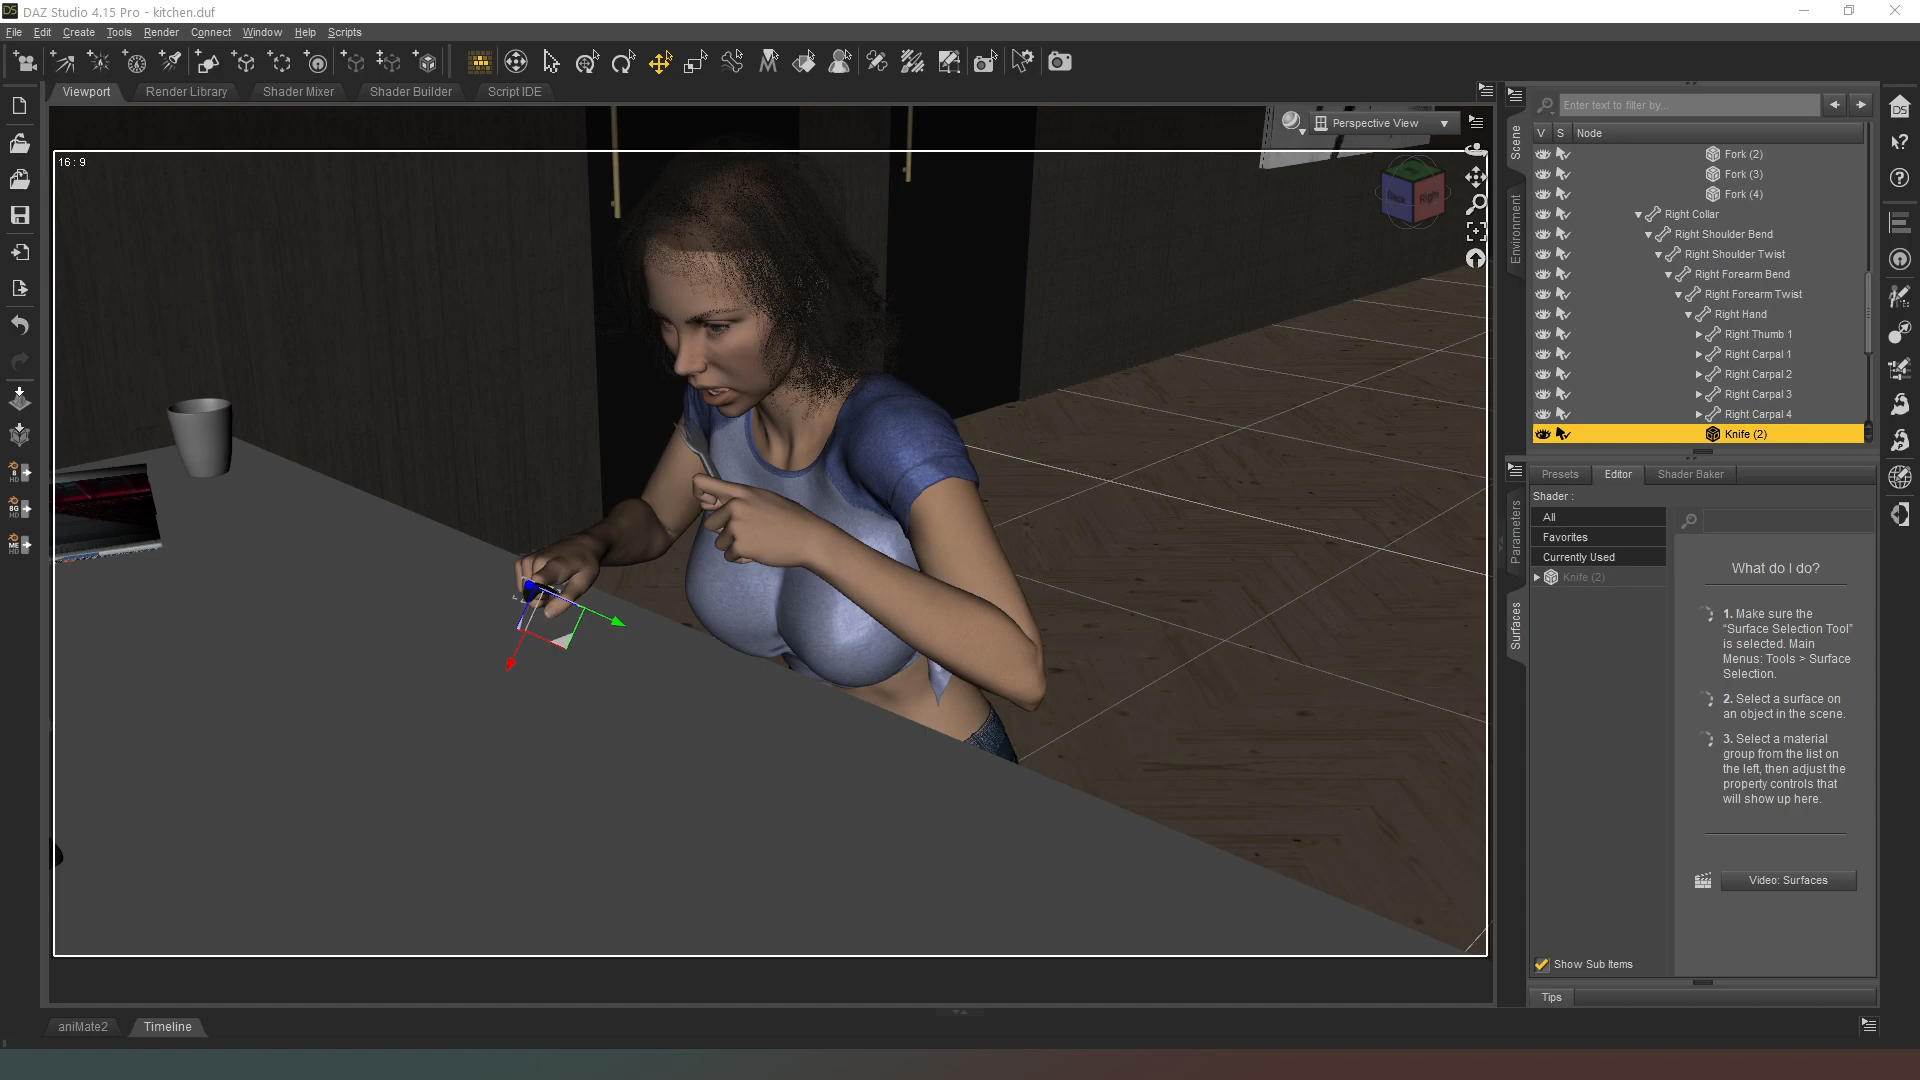 DAZ Studio 4.15 Pro - kitchen.duf
File Edit Create Tools Render Connect Window Help Scripts
Viewport Render Library Shader Mixer Shader Builder Script IDE
Perspective View
16 : 9
Right
Scene
Environment
Enter text to filter by...
V S Node
Fork (2)
Fork (3)
Fork (4)
Right Collar
Right Shoulder Bend
Right Shoulder Twist
Right Forearm Bend
Right Forearm Twist
Right Hand
Right Thumb 1
Right Carpal 1
Right Carpal 2
Right Carpal 3
Right Carpal 4
Knife (2)
Parameters
Surfaces
Presets Editor Shader Baker
Shader :
All
Favorites
Currently Used
Knife (2)
What do I do?
1. Make sure the
“Surface Selection Tool”
is selected. Main
Menus: Tools > Surface
Selection.
2. Select a surface on
an object in the scene.
3. Select a material
group from the list on
the left, then adjust the
property controls that
will show up here.
Video: Surfaces
Show Sub Items
Tips
8
HD
8G
HD
ME
HD
aniMate2 Timeline